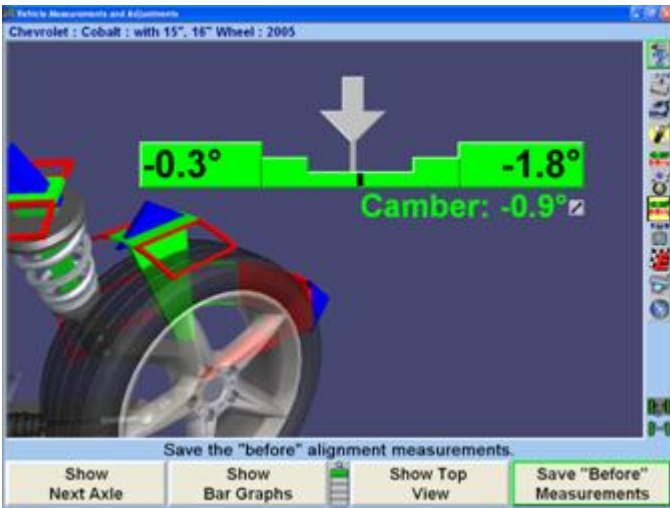 Vehicle Measurements and Adjustments
Chevrolet : Cobalt : with 15", 16" Wheel : 2005
-0.3°
-1.8°
Camber: -0.9°
Save the "before" alignment measurements.
Show
Next Axle
Show
Bar Graphs
Show Top
View
Save "Before"
Measurements